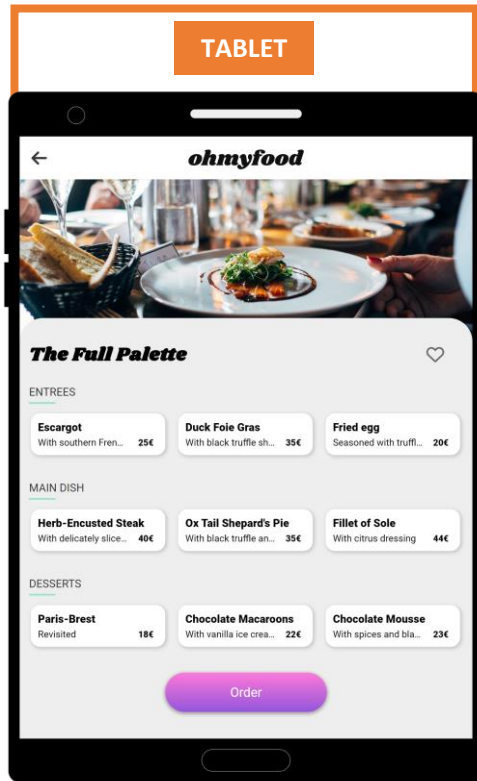 TABLET
ohmyfood
The Full Palette
ENTREES
Escargot
With southern Fren... 25€
Duck Foie Gras
With black truffle sh... 35€
Fried egg
Seasoned with truffl... 20€
MAIN DISH
Herb-Encusted Steak
With delicately slice... 40€
Ox Tail Shepard's Pie
With black truffle an... 35€
Fillet of Sole
With citrus dressing 44€
DESSERTS
Paris-Brest
Revisited 18€
Chocolate Macaroons
With vanilla ice crea... 22€
Chocolate Mousse
With spices and bla... 23€
Order